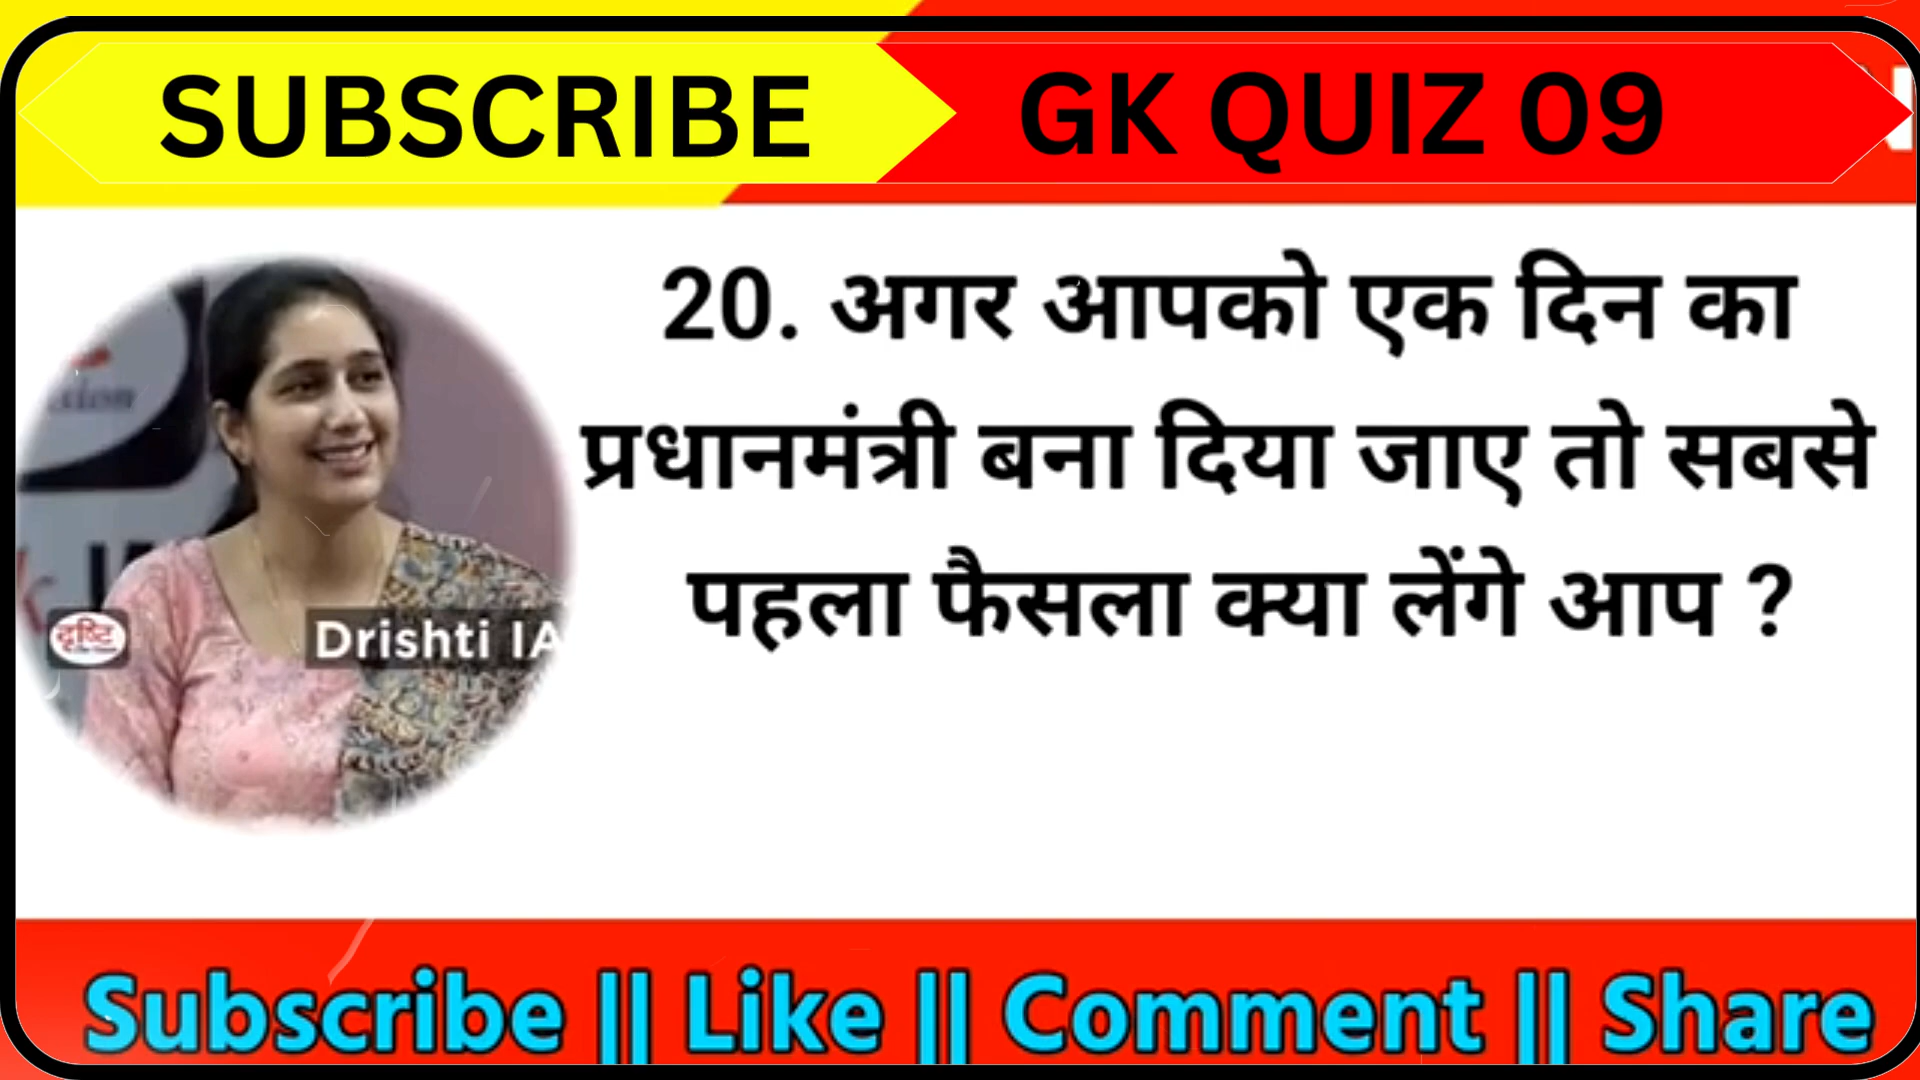 SUBSCRIBE
GK QUIZ 09
20. अगर आपको एक दिन का
प्रधानमंत्री बना दिया जाए तो सबसे
पहला फैसला क्या लेंगे आप ?
दृष्टि
Drishti IA
Subscribe || Like || Comment || Share